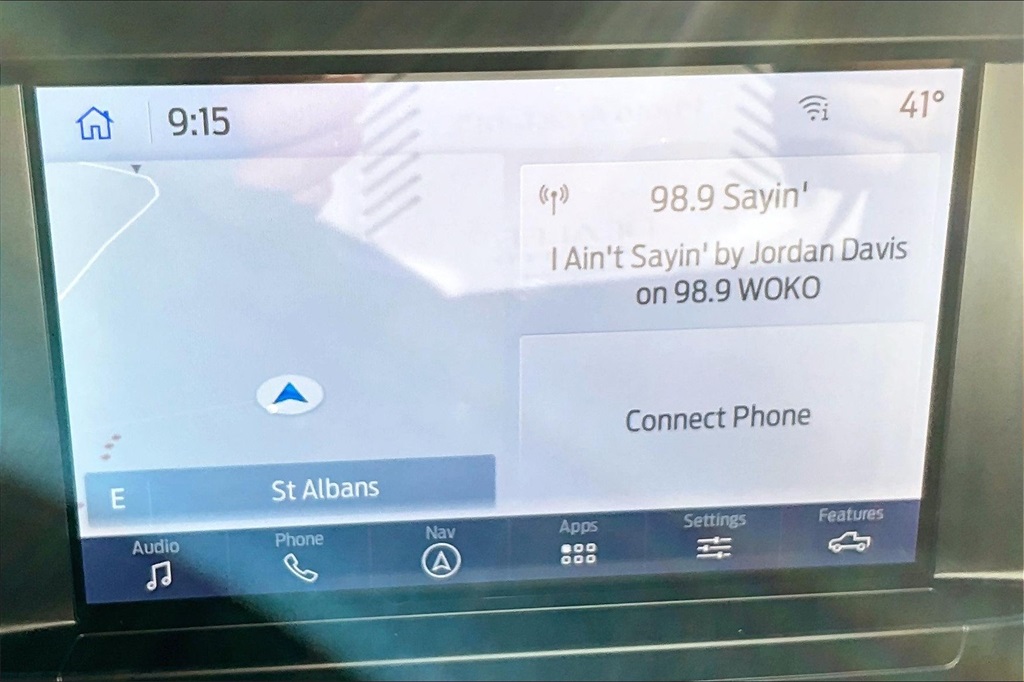 9:15
41°
98.9 Sayin'
I Ain't Sayin' by Jordan Davis
on 98.9 WOKO
Connect Phone
E
St Albans
Audio
Phone
Nav
Apps
Settings
Features